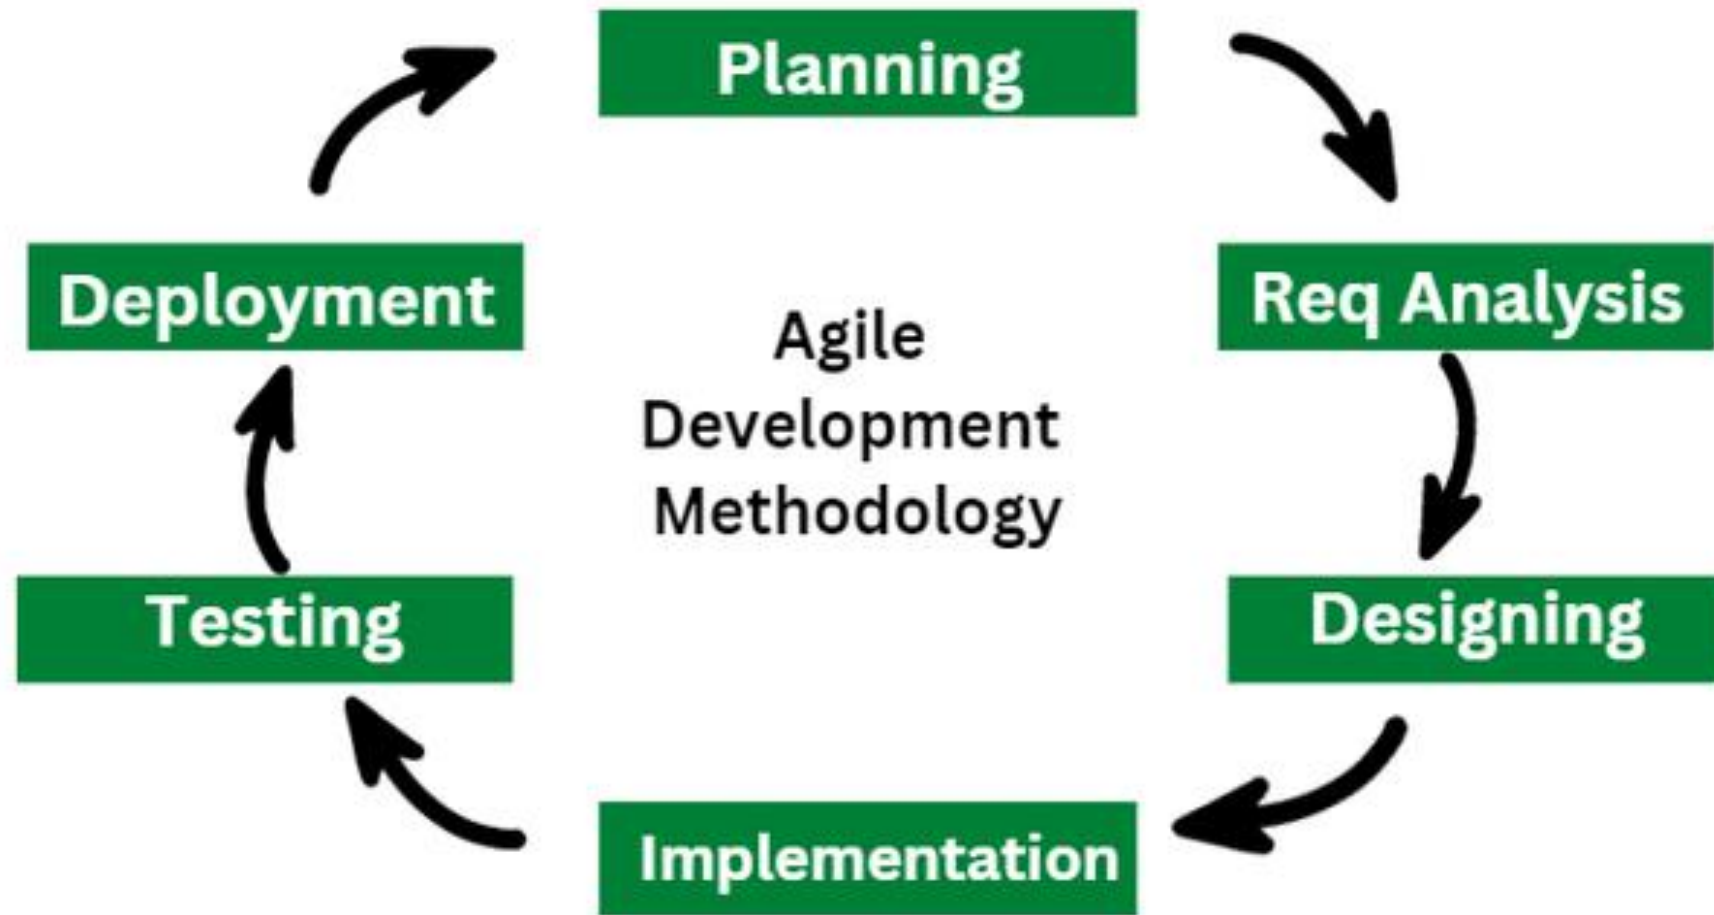 Planning
Deployment
Req Analysis
Agile
Development
Methodology
Testing
Designing
Implementation